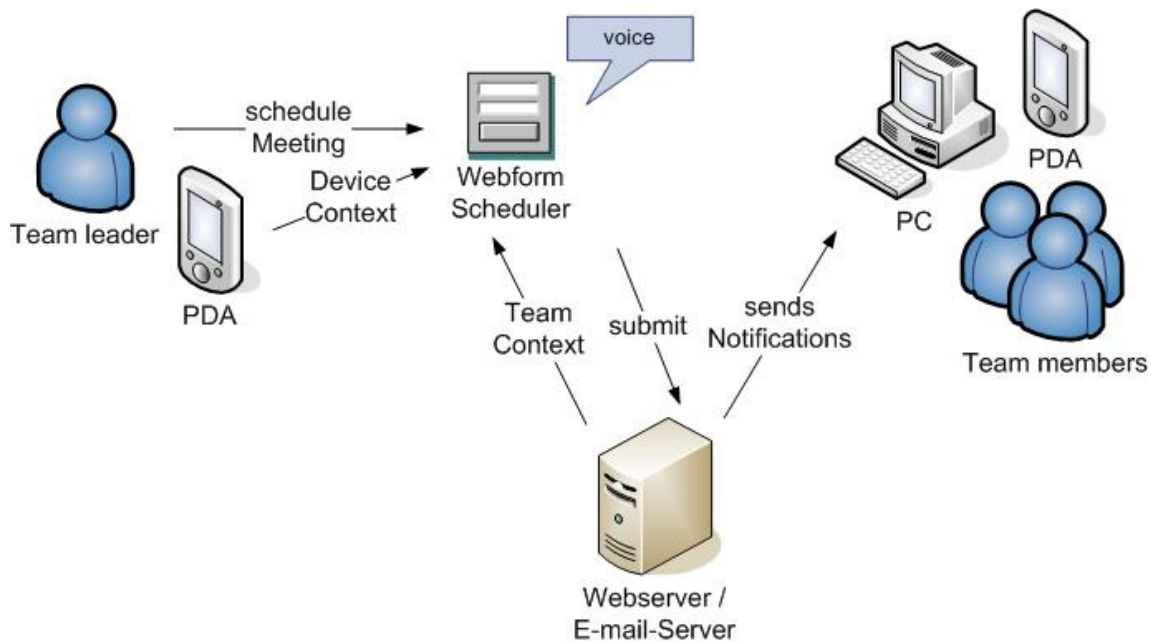 voice
schedule
Meeting
Device
Context
Team leader
PDA
Webform
Scheduler
PDA
PC
Team members
Team
Context
submit
sends
Notifications
Webserver /
E-mail-Server